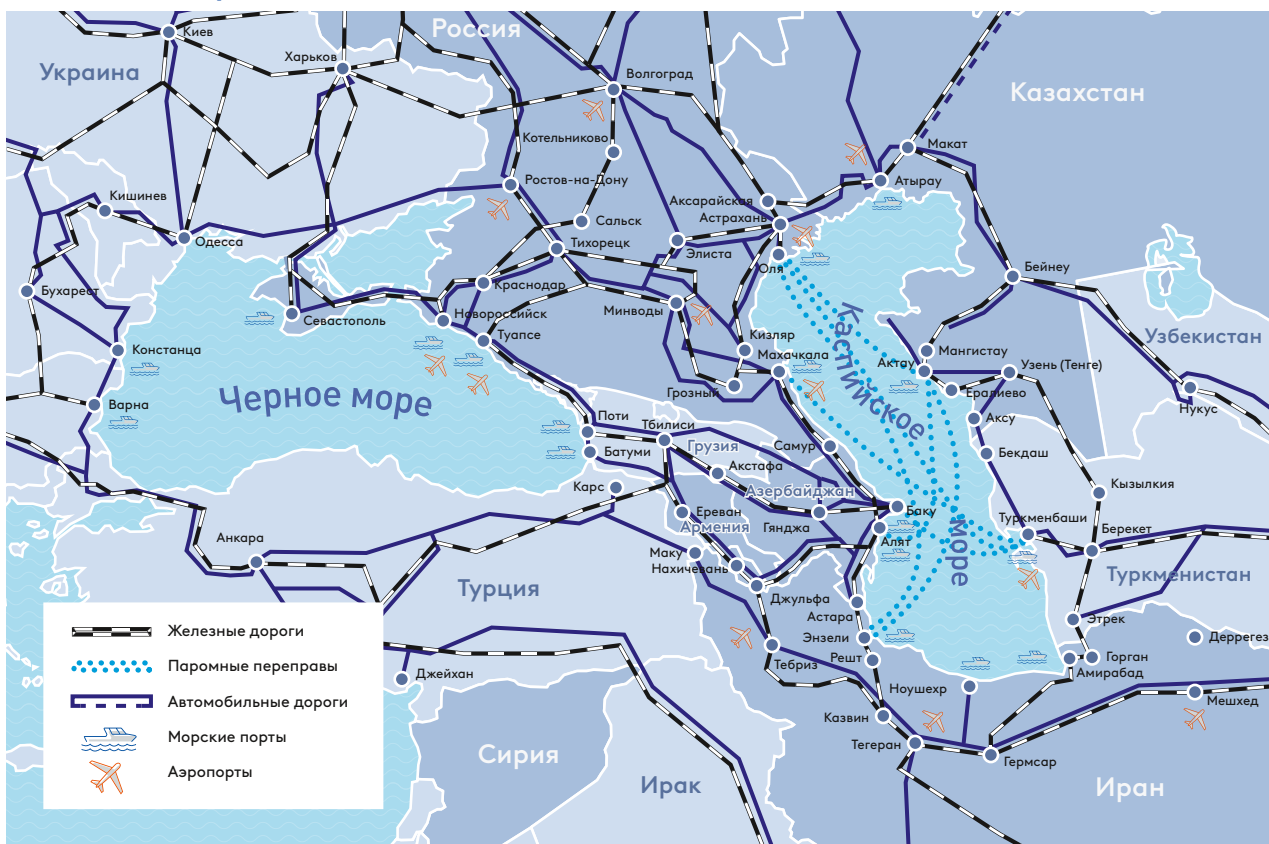 Россия
Киев
Украина
Харьков
Волгоград
Казахстан
Котельниково
Макат
Ростов-на-Дону
Атырау
Кишинев
Аксарайская
Астрахань
Сальск
Одесса
Тихорецк
Элиста
Оля
Бейнеу
Бухарест
Краснодар
Минводы
Севастополь
Новороссийск
Туапсе
Кизляр
Узбекистан
Констанца
Махачкала
Мангистау
Актау
Узень (Тенге)
Каспийское
море
Черное море
Грозный
Ералиево
Варна
Нукус
Поти
Аксу
Тбилиси
Грузия
Самур
Батуми
Бекдаш
Акстафа
Карс
Азербайджан
Кызылкия
Ереван
Армения
Баку
Гянджа
Туркменбаши
Берекет
Анкара
Алят
Маку
Нахичевань
Турция
Туркменистан
Джульфа
Астара
Этрек
Железные дороги
Энзели
Деррегез
Паромные переправы
Тебриз
Решт
Горган
Амирабад
Джейхан
Ноушехр
Автомобильные дороги
Мешхед
Казвин
Морские порты
Тегеран
Сирия
Гермсар
Аэропорты
Ирак
Иран